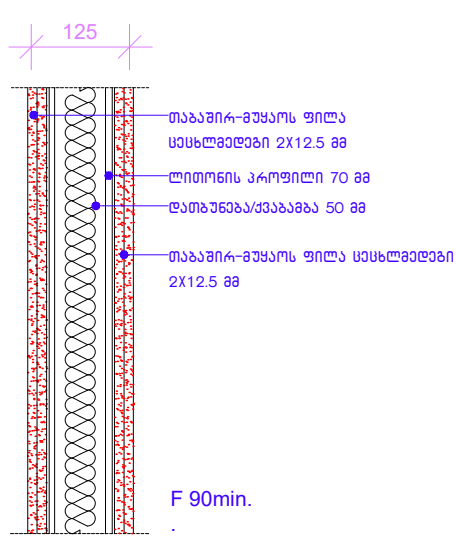 125
თაბაშირ-მუყაოს ფილა
ცეცხლმედეგი 2X12.5 მმ
ლითონის პროფილი 70 მმ
დათბუნება/ქვაბამბა 50 მმ
თაბაშირ-მუყაოს ფილა ცეცხლმედეგი
2X12.5 მმ
F 90min.
.